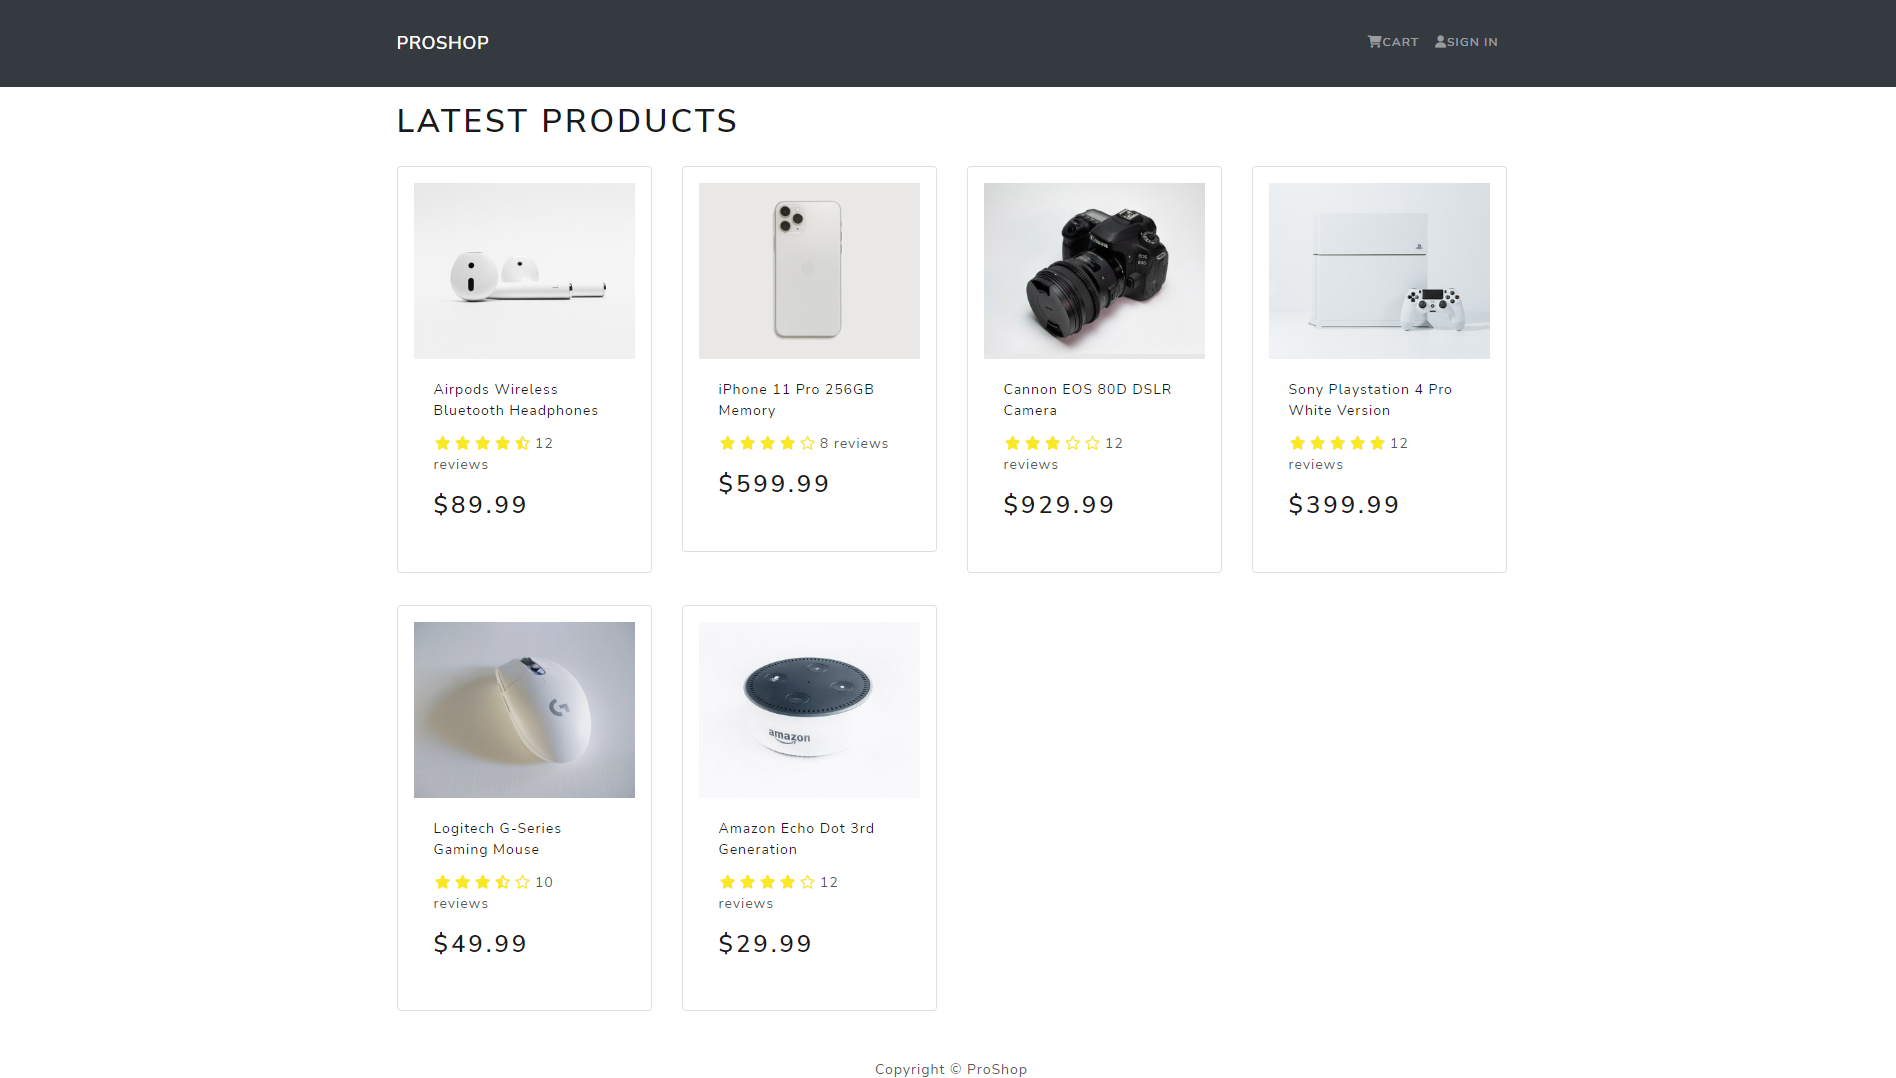 PROSHOP
CART
SIGN IN
LATEST PRODUCTS
Airpods Wireless
Bluetooth Headphones
12
reviews
$89.99
iPhone 11 Pro 256GB
Memory
8 reviews
$599.99
Canon
EOS
80D
Cannon EOS 80D DSLR
Camera
12
reviews
$929.99
Sony Playstation 4 Pro
White Version
12
reviews
$399.99
G
Logitech G-Series
Gaming Mouse
10
reviews
$49.99
amazon
Amazon Echo Dot 3rd
Generation
12
reviews
$29.99
Copyright © ProShop